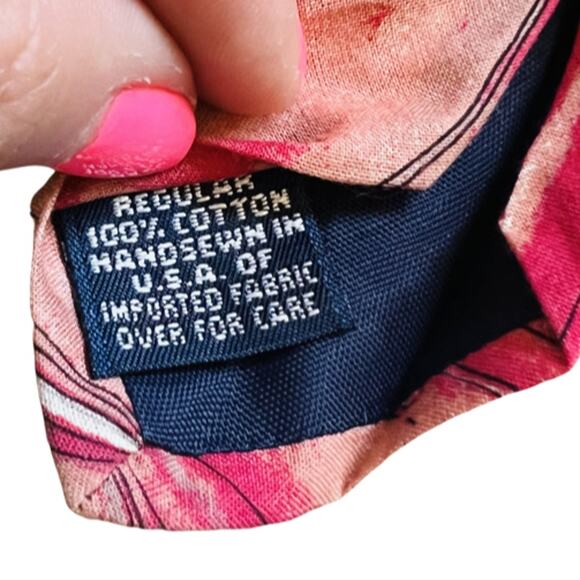 REGULAR
100% COTTON
HANDSEWN IN
U.S.A. OF
IMPORTED FABRIC
OVER FOR CARE